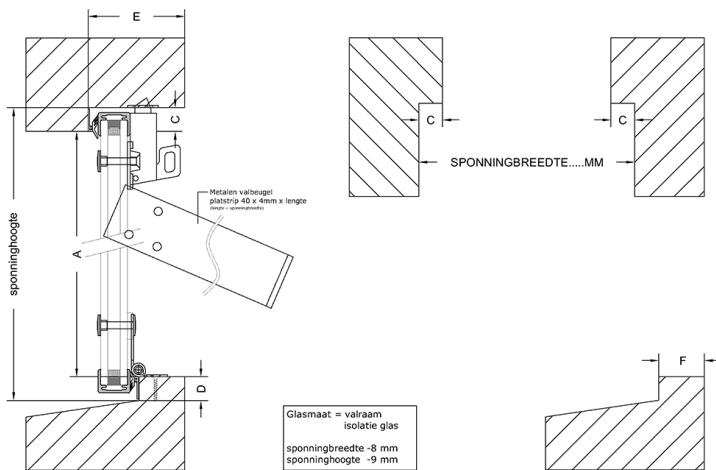 E
C
sponninghoogte
A
D
Metalen valbeugel
platstrip 40 x 4mm x lengte
(lengte = sponningbreedte)
C
C
SPONNINGBREEDTE.....MM
F
Glasmaat = valraam
isolatie glas
sponningbreedte -8 mm
sponninghoogte -9 mm